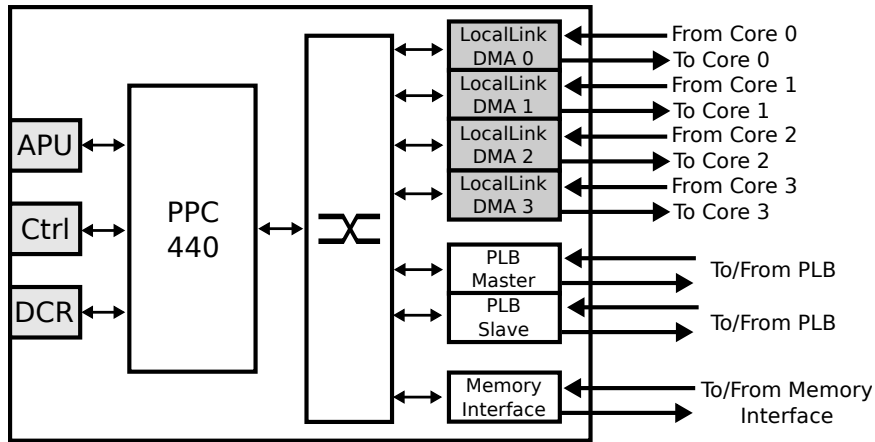 APU
Ctrl
DCR
PPC
440
LocalLink
DMA 0
LocalLink
DMA 1
LocalLink
DMA 2
LocalLink
DMA 3
PLB
Master
PLB
Slave
Memory
Interface
From Core 0
To Core 0
From Core 1
To Core 1
From Core 2
To Core 2
From Core 3
To Core 3
To/From PLB
To/From PLB
To/From Memory
Interface